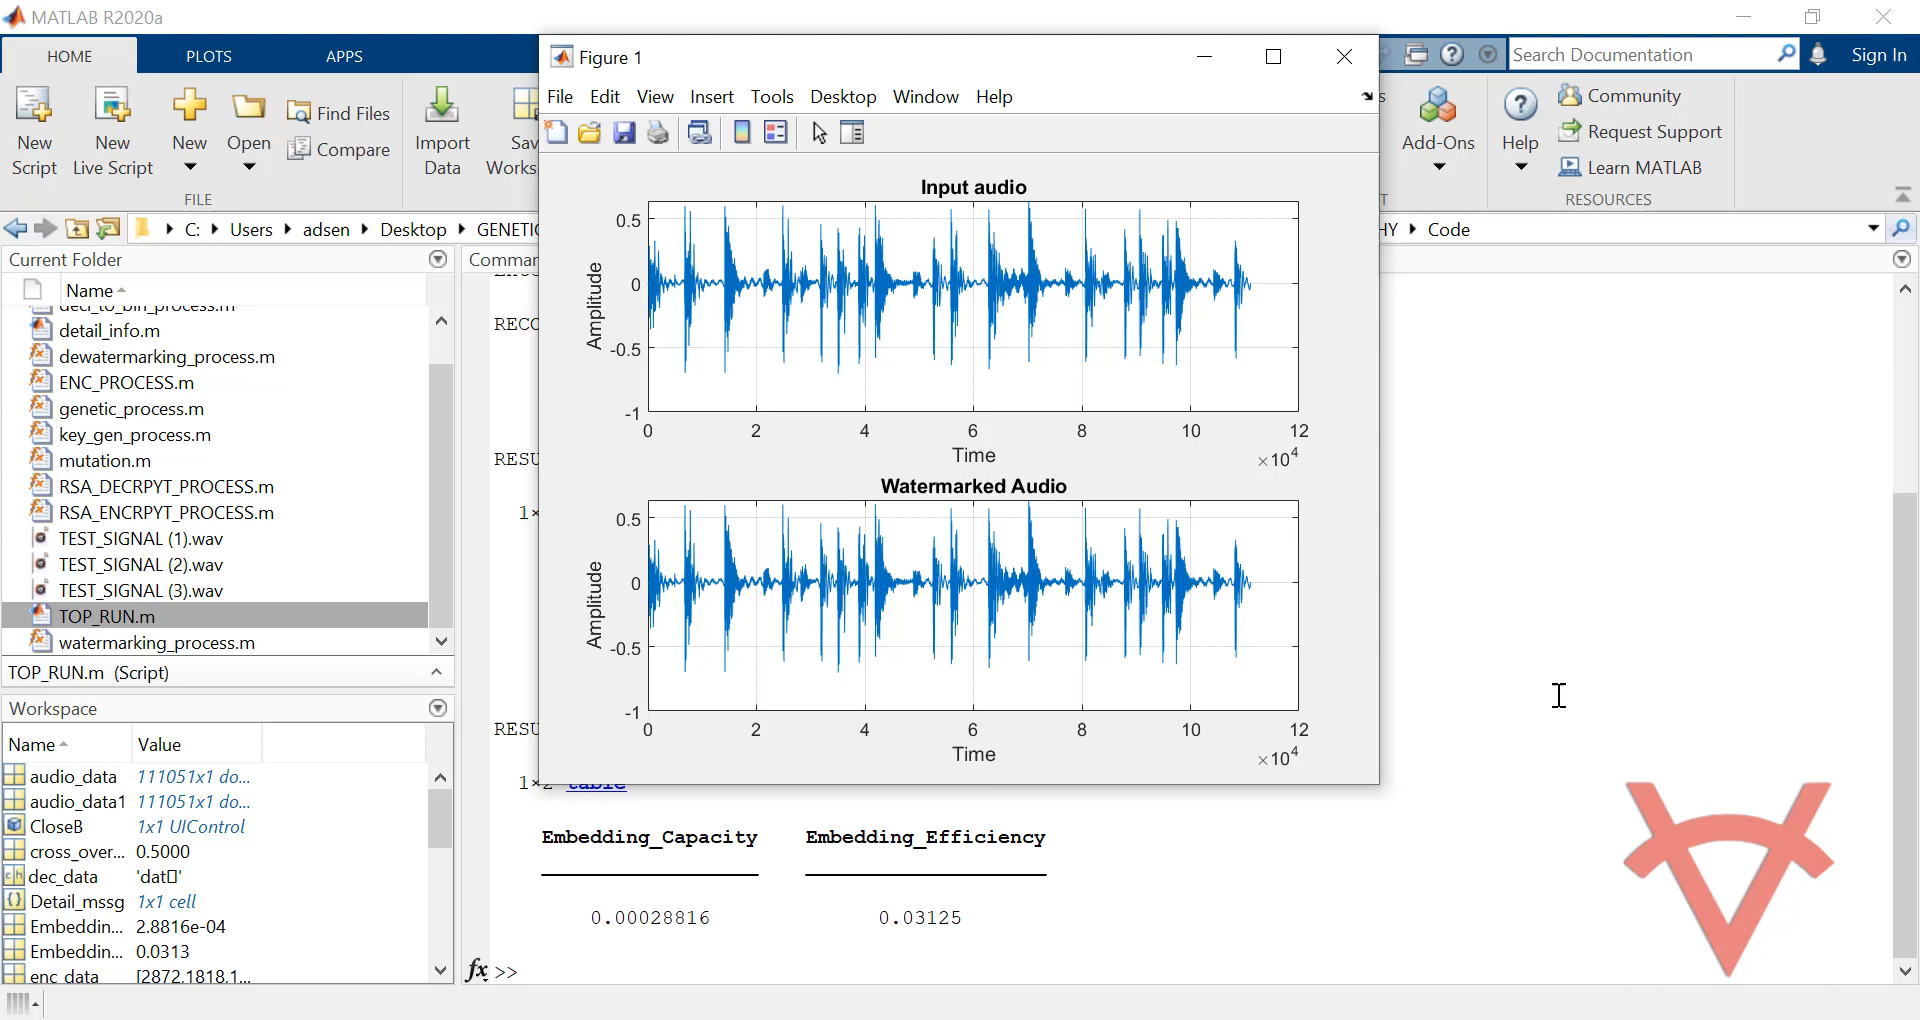 MATLAB R2020a
HOME
PLOTS
APPS
Search Documentation
Sign In
New Script
New Live Script
New
Open
Find Files
Compare
Import Data
FILE
Add-Ons
Help
Community
Request Support
Learn MATLAB
RESOURCES
C: Users adsen Desktop
Code
Current Folder
Name
detail_info.m
dewatermarking_process.m
ENC_PROCESS.m
genetic_process.m
key_gen_process.m
mutation.m
RSA_DECRPYT_PROCESS.m
RSA_ENCRPYT_PROCESS.m
TEST_SIGNAL (1).wav
TEST_SIGNAL (2).wav
TEST_SIGNAL (3).wav
TOP_RUN.m
watermarking_process.m
TOP_RUN.m (Script)
Workspace
Name Value
audio_data 111051x1 do...
audio_data1 111051x1 do...
CloseB 1x1 UIControl
cross_over... 0.5000
dec_data 'dat▯'
Detail_mssg 1x1 cell
Embeddin... 2.8816e-04
Embeddin... 0.0313
enc_data [2872,1818,1...
Figure 1
File Edit View Insert Tools Desktop Window Help
Input audio
Amplitude
0.5
0
-0.5
-1
0 2 4 6 8 10 12
Time
×10⁴
Watermarked Audio
Amplitude
0.5
0
-0.5
-1
0 2 4 6 8 10 12
Time
×10⁴
Embedding_Capacity Embedding_Efficiency
0.00028816 0.03125
fx >>